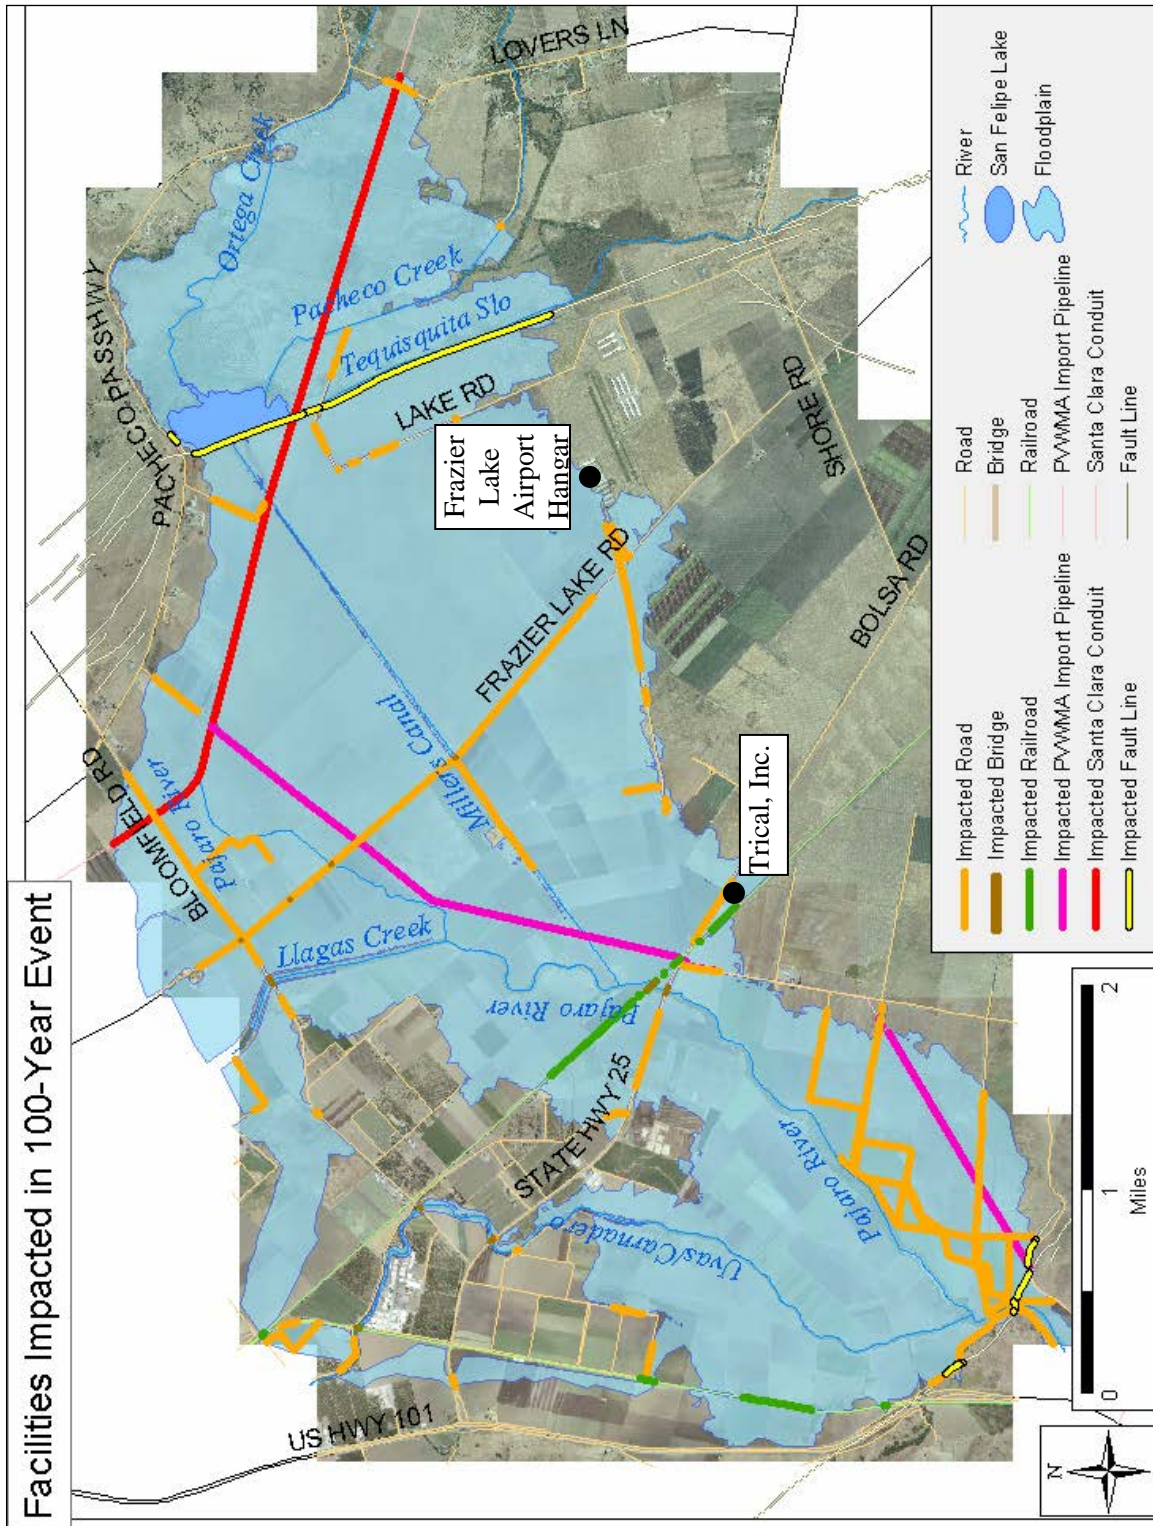 Facilities Impacted in 100-Year Event
LOVERS LN
Ortega Creek
PACHECO PASSH WY
Pacheco Creek
Tequisquita Slo
LAKE RD
SHORE RD
Frazier
Lake
Airport
Hangar
BLOOMFIELD RD
Pajaro River
FRAZIER LAKE RD
BOLSA RD
Millers Canal
Llagas Creek
Trical, Inc.
Pajaro River
STATE HWY 25
Pajaro River
Uvas/Carnadero
US HWY 101
N
0
1
2
Miles
Impacted Road
Impacted Bridge
Impacted Railroad
Impacted PVWMA Import Pipeline
Impacted Santa Clara Conduit
Impacted Fault Line
Road
Bridge
Railroad
PVWMA Import Pipeline
Santa Clara Conduit
Fault Line
River
San Felipe Lake
Floodplain